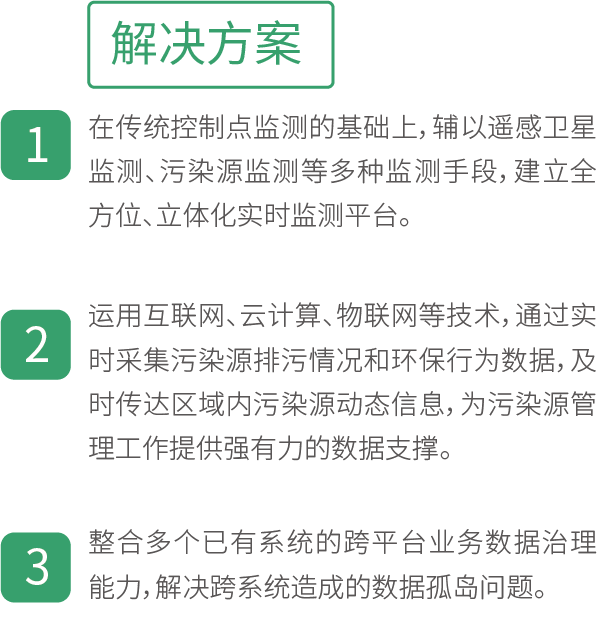 解决方案
1
在传统控制点监测的基础上，辅以遥感卫星
监测、污染源监测等多种监测手段，建立全
方位、立体化实时监测平台。
2
运用互联网、云计算、物联网等技术，通过实
时采集污染源排污情况和环保行为数据，及
时传达区域内污染源动态信息，为污染源管
理工作提供强有力的数据支撑。
3
整合多个已有系统的跨平台业务数据治理
能力，解决跨系统造成的数据孤岛问题。